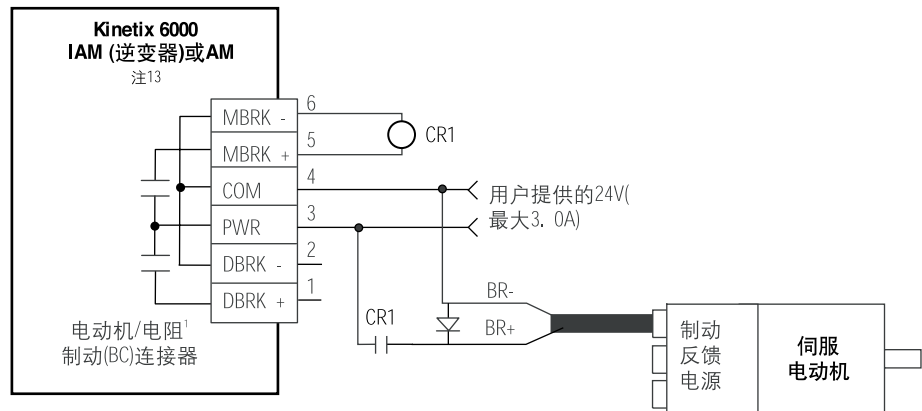 Kinetix 6000
IAM (逆变器)或AM
注13
MBRK - 6
MBRK + 5
COM 4
PWR 3
DBRK - 2
DBRK + 1
CR1
用户提供的24V(
最大3. 0A)
电动机/电阻¹
制动(BC)连接器
CR1
BR-
BR+
制动
反馈
电源
伺服
电动机